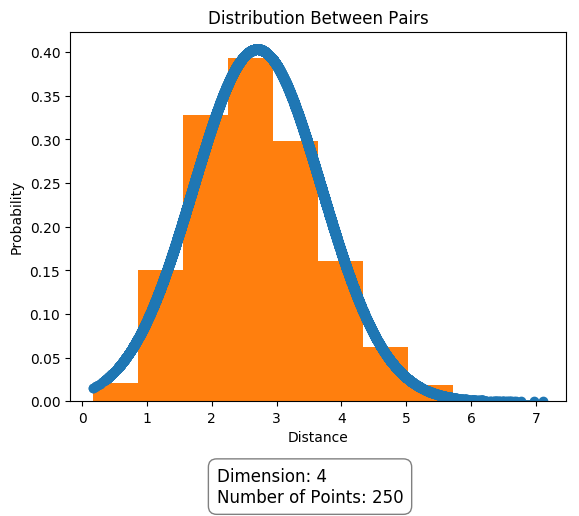 Distribution Between Pairs
0.40
0.35
0.30
0.25
0.20
0.15
0.10
0.05
0.00
Probability
0 1 2 3 4 5 6 7
Distance
Dimension: 4
Number of Points: 250